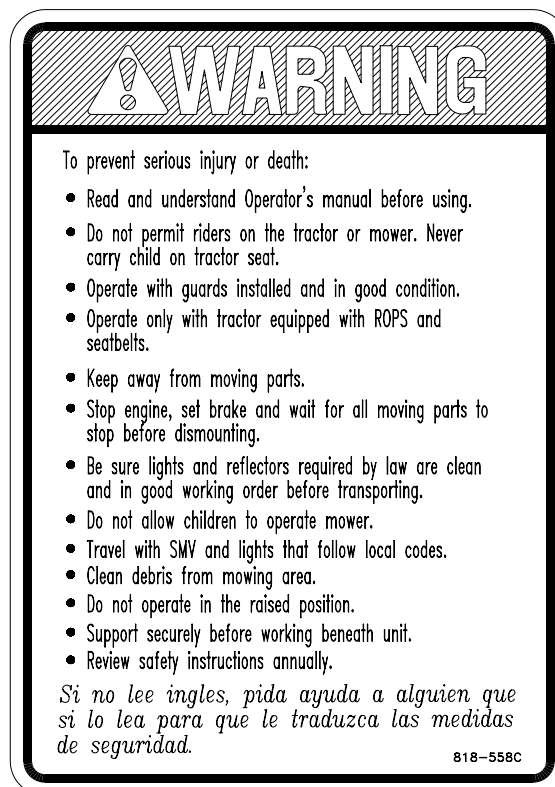 WARNING
To prevent serious injury or death:
• Read and understand Operator's manual before using.
• Do not permit riders on the tractor or mower. Never
carry child on tractor seat.
• Operate with guards installed and in good condition.
• Operate only with tractor equipped with ROPS and
seatbelts.
• Keep away from moving parts.
• Stop engine, set brake and wait for all moving parts to
stop before dismounting.
• Be sure lights and reflectors required by law are clean
and in good working order before transporting.
• Do not allow children to operate mower.
• Travel with SMV and lights that follow local codes.
• Clean debris from mowing area.
• Do not operate in the raised position.
• Support securely before working beneath unit.
• Review safety instructions annually.
Si no lee ingles, pida ayuda a alguien que
si lo lea para que le traduzca las medidas
de seguridad.
818-558C